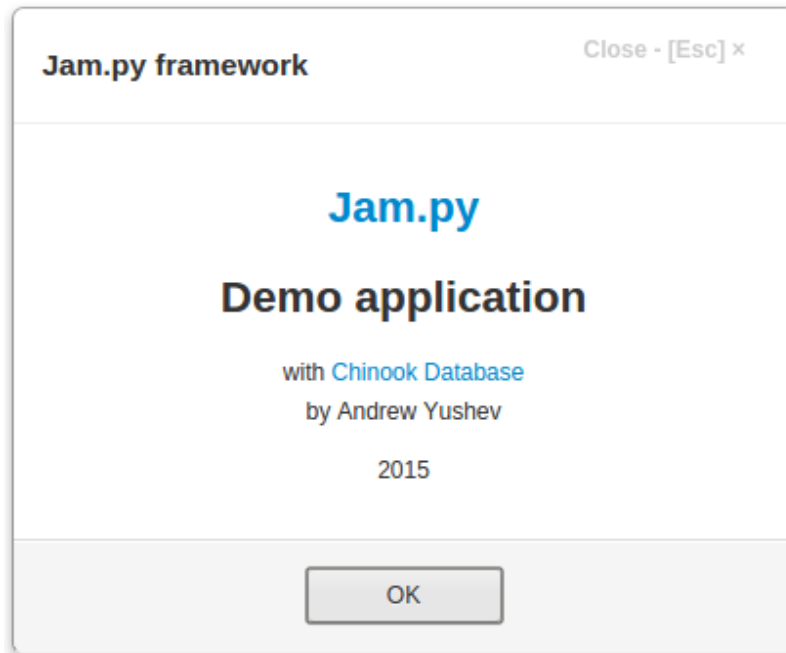 Jam.py framework
Close - [Esc] ×
Jam.py
Demo application
with Chinook Database
by Andrew Yushev
2015
OK